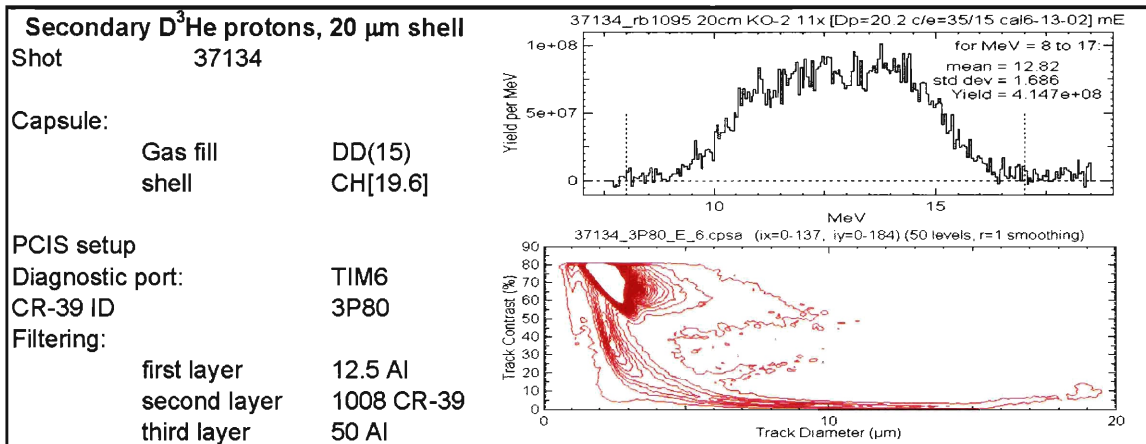 Secondary D³He protons, 20 µm shell
Shot 37134
Capsule:
Gas fill DD(15)
shell CH[19.6]
PCIS setup
Diagnostic port: TIM6
CR-39 ID 3P80
Filtering:
first layer 12.5 Al
second layer 1008 CR-39
third layer 50 Al
37134_rb1095 20cm KO-2 11x [Dp=20.2 c/e=35/15 cal6-13-02] mE
Yield per MeV
1e+08
5e+07
0
for MeV = 8 to 17:
mean = 12.82
std dev = 1.686
Yield = 4.147e+08
10 15
MeV
37134_3P80_E_6.cpsa (ix=0-137, iy=0-184) (50 levels, r=1 smoothing)
Track Contrast (%)
90
80
70
60
50
40
30
20
10
0
0 10 20
Track Diameter (µm)